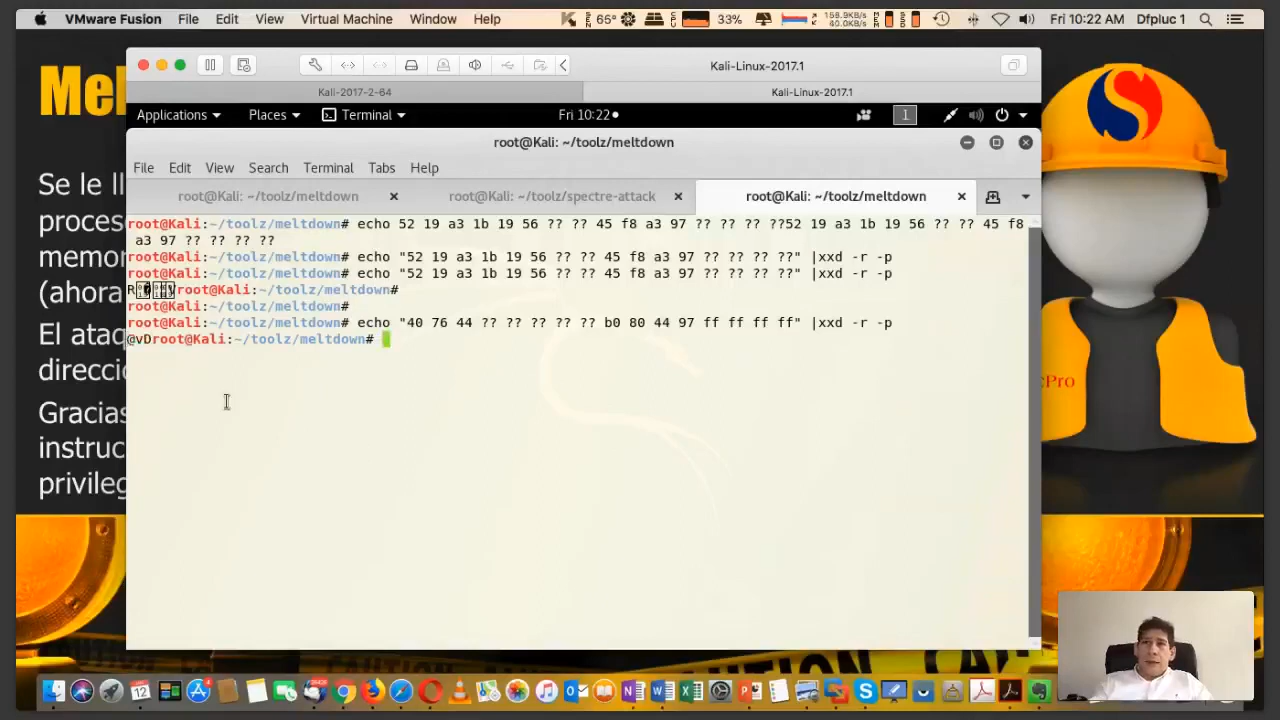 VMware Fusion File Edit View Virtual Machine Window Help 65° 33% 158.9KB/s 40.0KB/s Fri 10:22 AM Dfpluc 1
Kali-Linux-2017.1
Kali-2017-2-64 Kali-Linux-2017.1
Applications Places Terminal Fri 10:22 1
root@Kali: ~/toolz/meltdown
File Edit View Search Terminal Tabs Help
root@Kali: ~/toolz/meltdown root@Kali: ~/toolz/spectre-attack root@Kali: ~/toolz/meltdown
root@Kali:~/toolz/meltdown# echo 52 19 a3 1b 19 56 ?? ?? 45 f8 a3 97 ?? ?? ?? ??52 19 a3 1b 19 56 ?? ?? 45 f8
a3 97 ?? ?? ?? ??
root@Kali:~/toolz/meltdown# echo "52 19 a3 1b 19 56 ?? ?? 45 f8 a3 97 ?? ?? ?? ??" |xxd -r -p
root@Kali:~/toolz/meltdown# echo "52 19 a3 1b 19 56 ?? ?? 45 f8 a3 97 ?? ?? ?? ??" |xxd -r -p
root@Kali:~/toolz/meltdown#
root@Kali:~/toolz/meltdown#
root@Kali:~/toolz/meltdown# echo "40 76 44 ?? ?? ?? ?? ?? b0 80 44 97 ff ff ff ff" |xxd -r -p
@vDroot@Kali:~/toolz/meltdown#
Mel
Se le ll
proces
memor
(ahora
El ataq
direcci
Gracias
instruc
privileg
cPro
CAUTION CAUTION